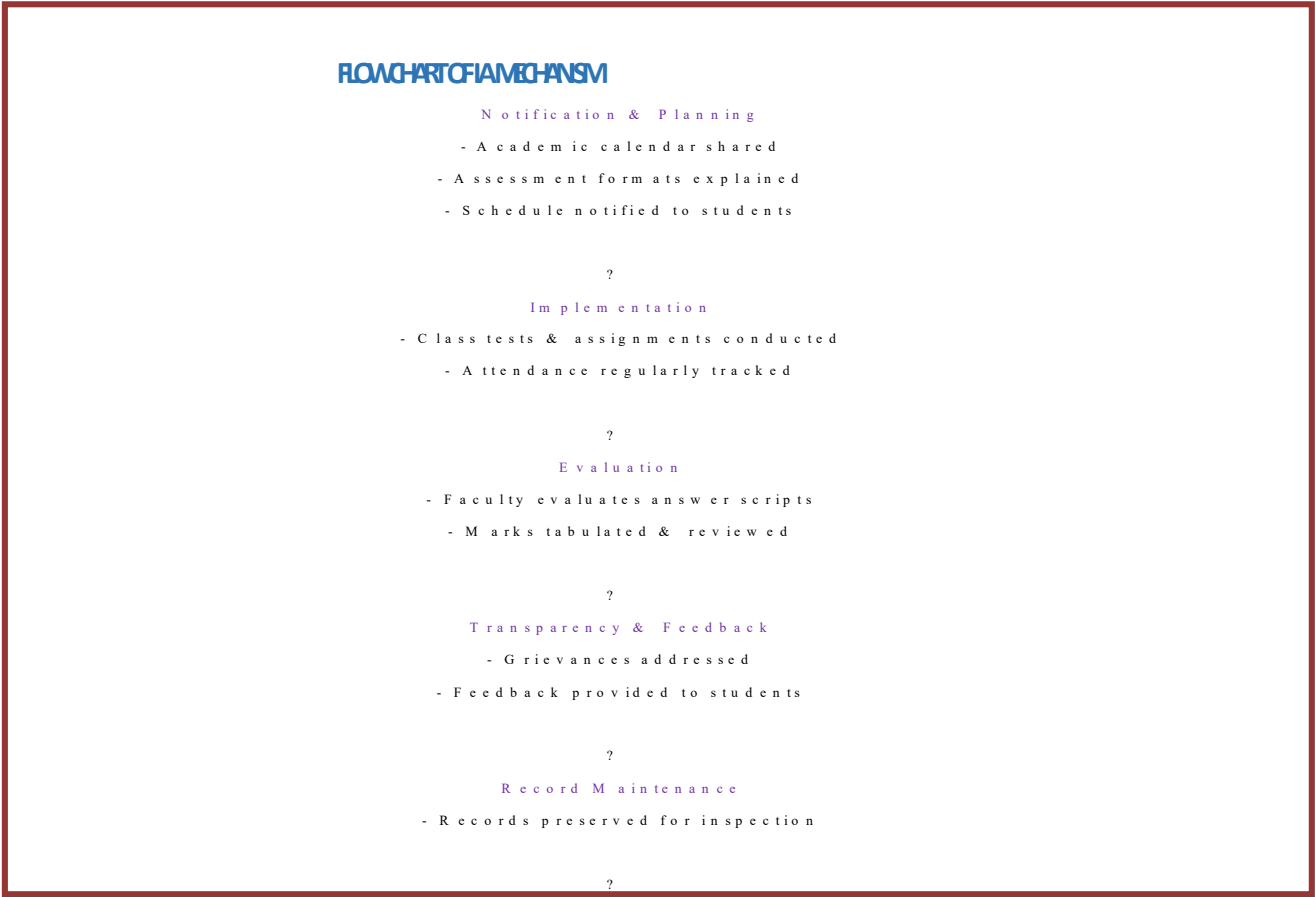 FLOWCHART OF IA MECHANISM
Notification & Planning
- Academic calendar shared
- Assessment formats explained
- Schedule notified to students
?
Implementation
- Class tests & assignments conducted
- Attendance regularly tracked
?
Evaluation
- Faculty evaluates answer scripts
- Marks tabulated & reviewed
?
Transparency & Feedback
- Grievances addressed
- Feedback provided to students
?
Record Maintenance
- Records preserved for inspection
?